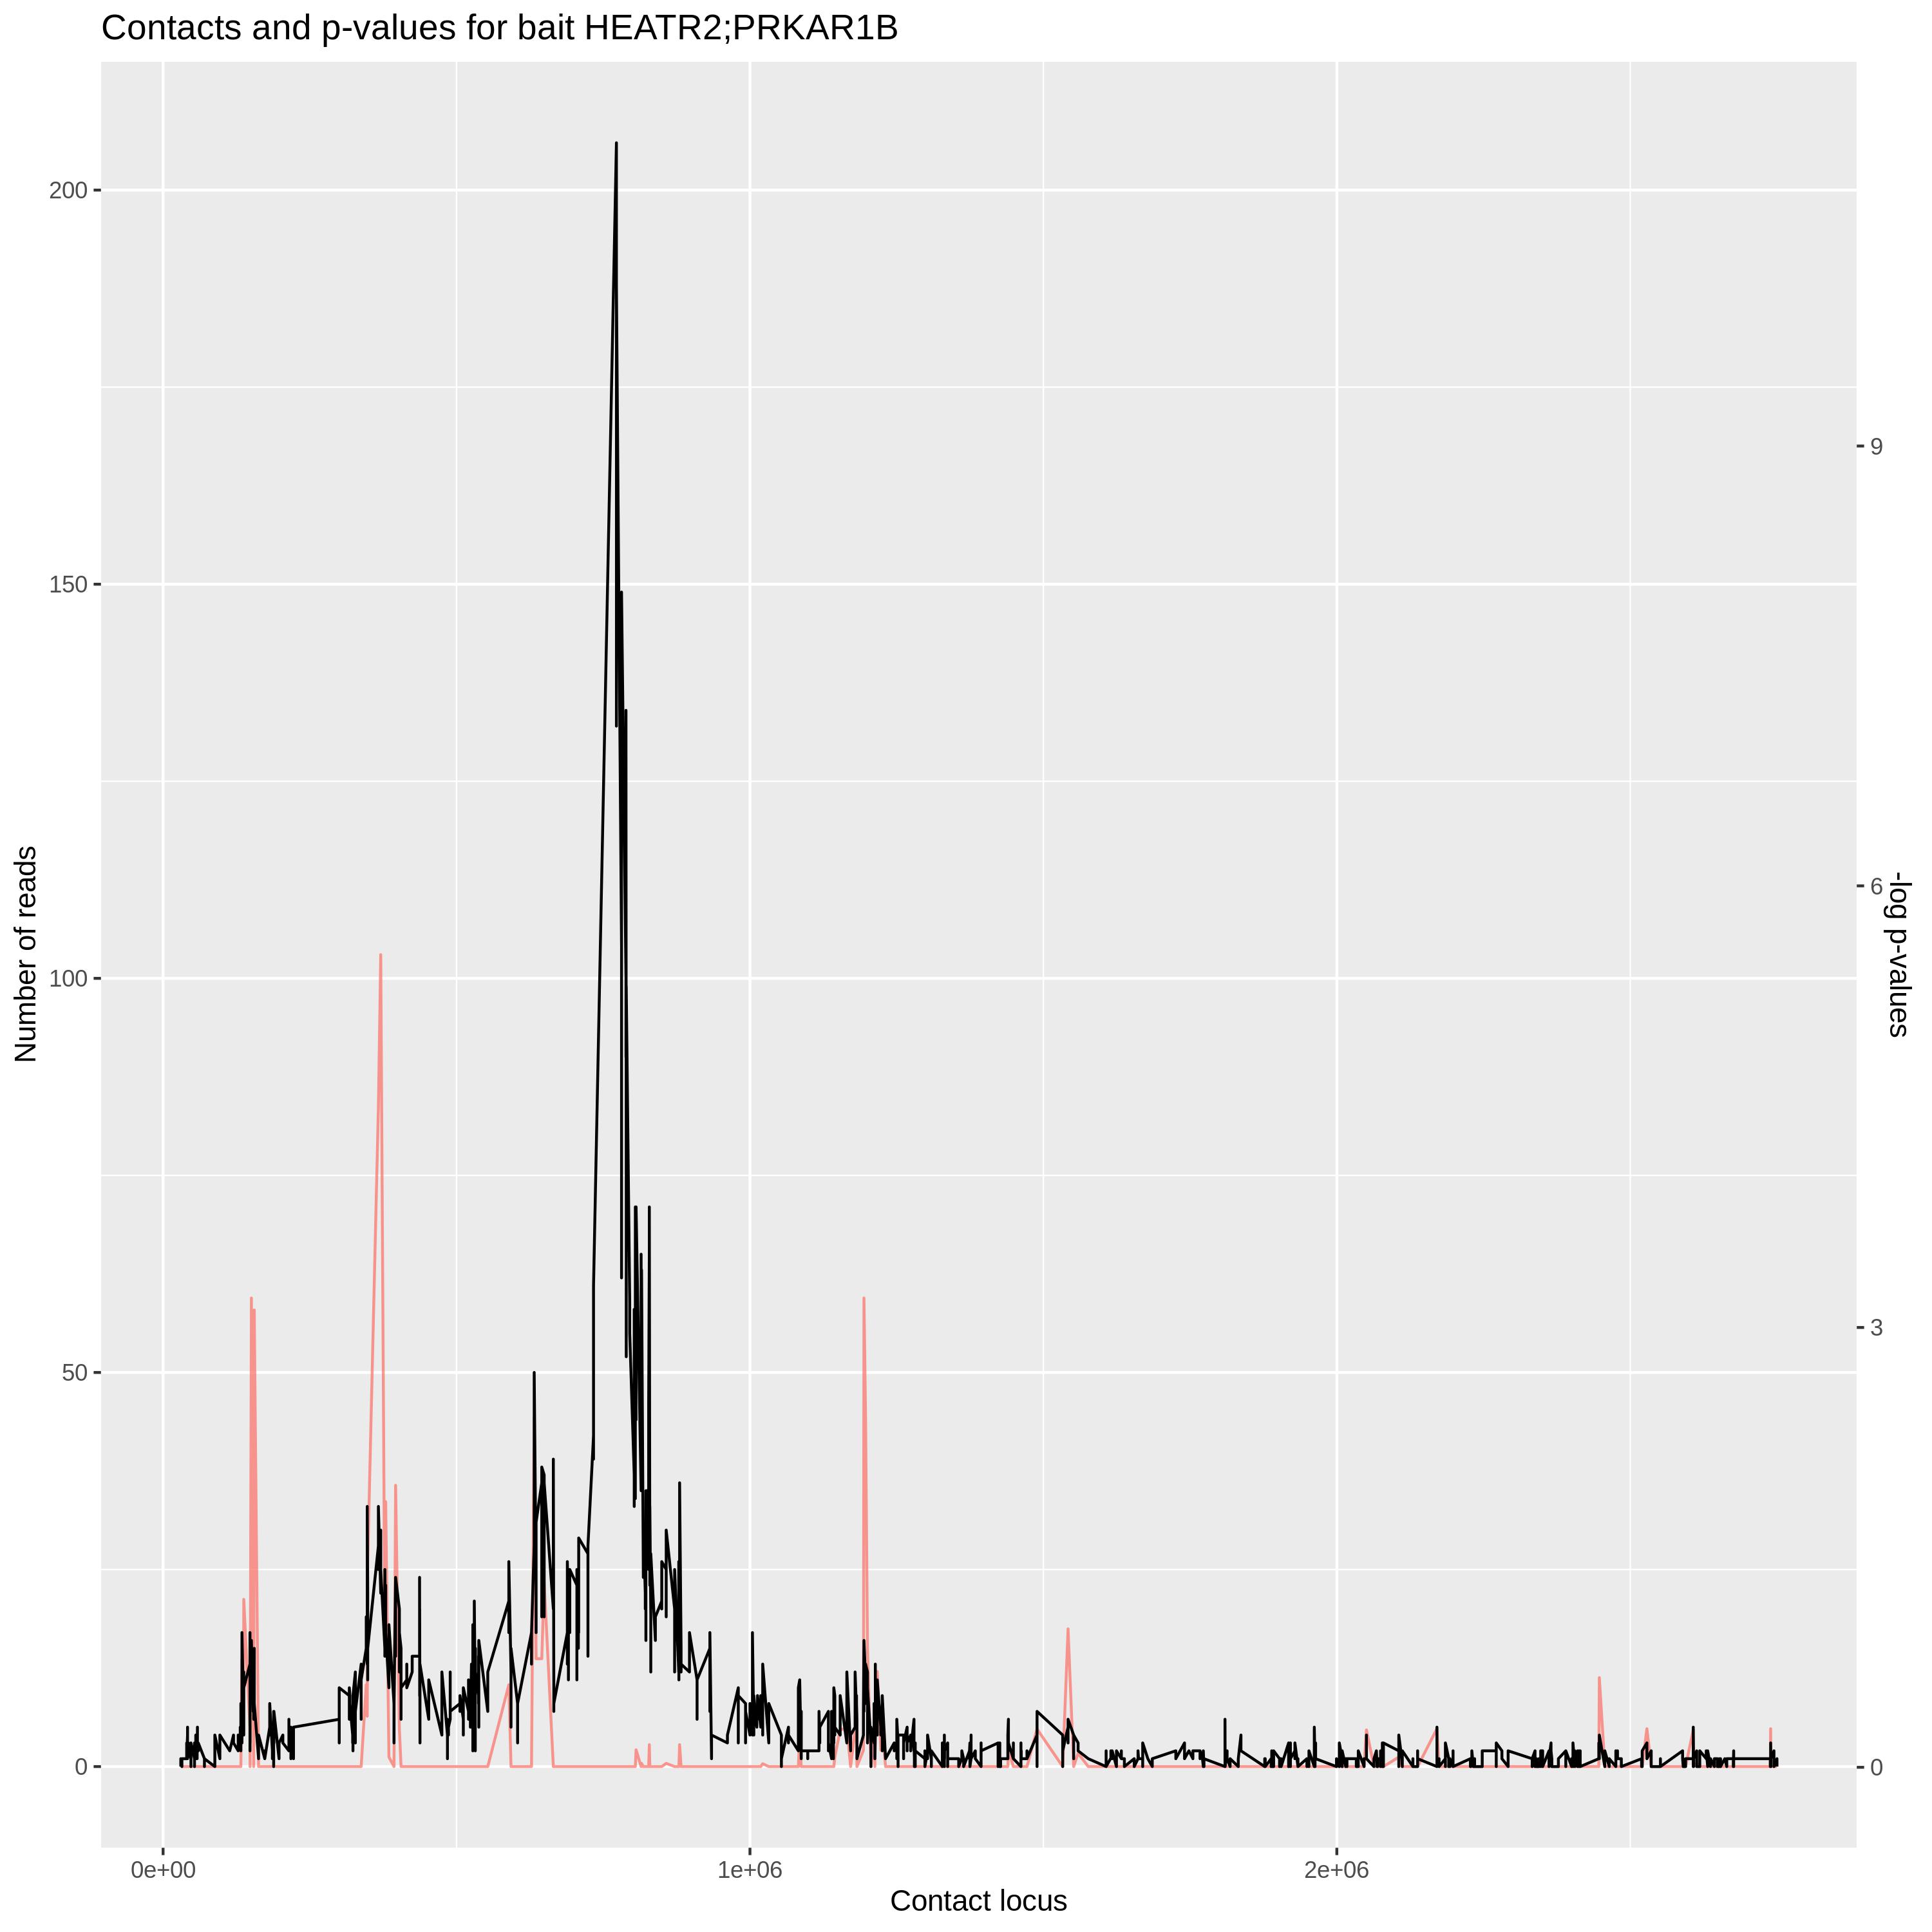 Contacts and p-values for bait HEATR2;PRKAR1B
200
150
100
50
0
Number of reads
9
6
3
0
-log p-values
0e+00
1e+06
2e+06
Contact locus